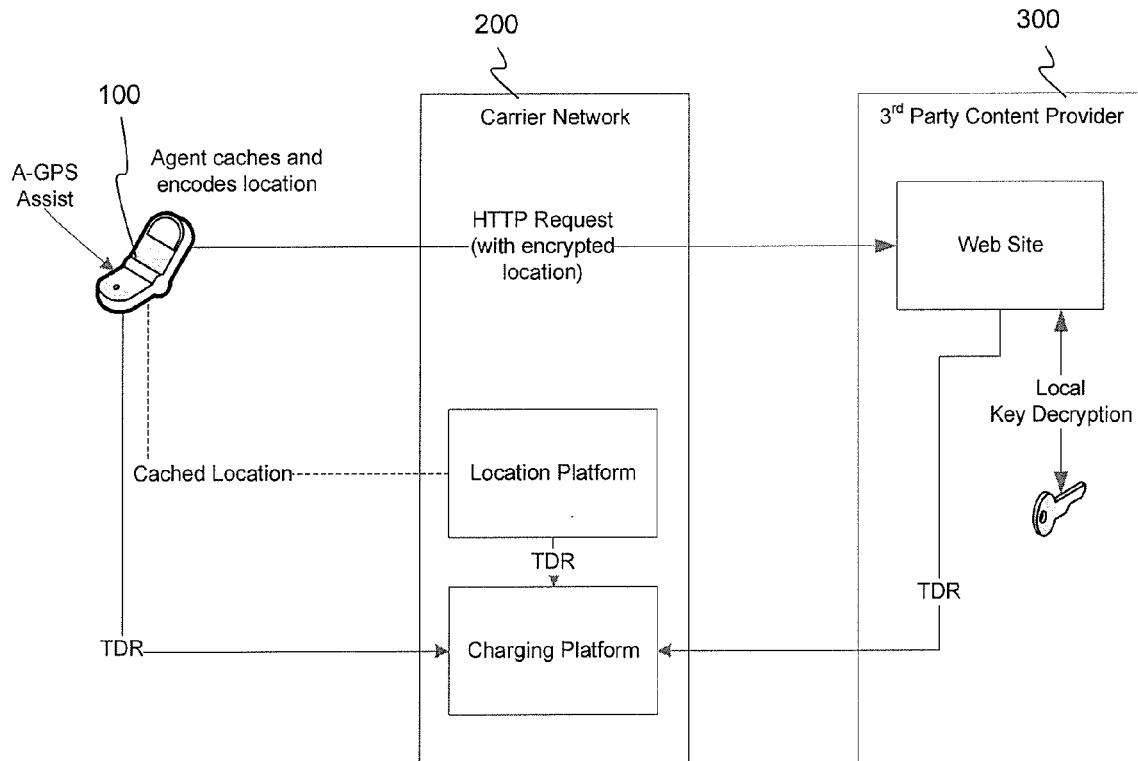 200
300
100
Carrier Network
3rd Party Content Provider
A-GPS
Assist
Agent caches and
encodes location
HTTP Request
(with encrypted
location)
Web Site
Local
Key Decryption
Cached Location
Location Platform
TDR
TDR
TDR
Charging Platform